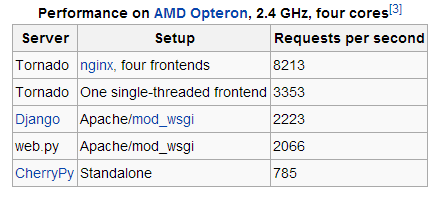 Performance on AMD Opteron, 2.4 GHz, four cores[3]
Server Setup Requests per second
Tornado nginx, four frontends 8213
Tornado One single-threaded frontend 3353
Django Apache/mod_wsgi 2223
web.py Apache/mod_wsgi 2066
CherryPy Standalone 785